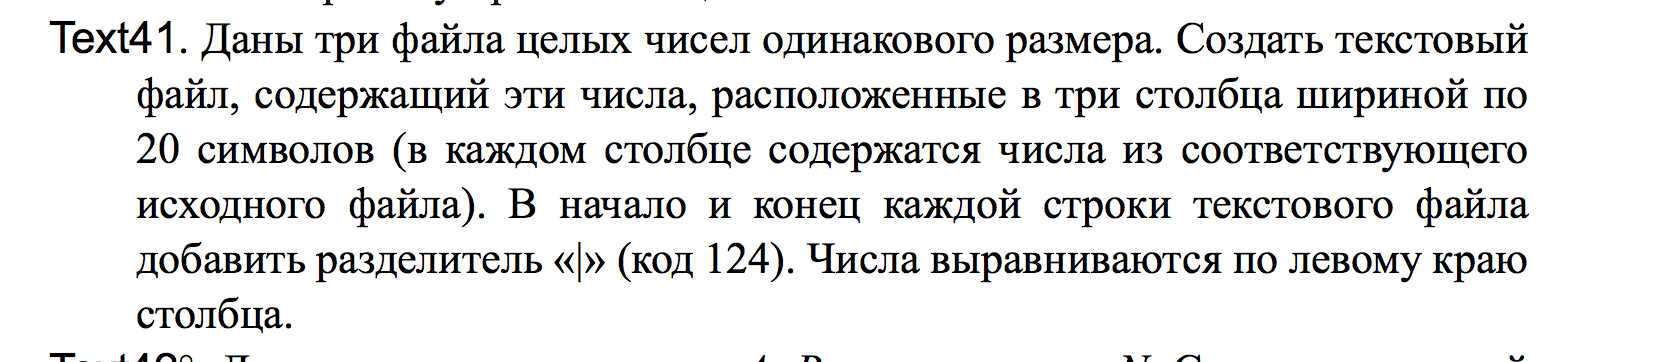 Text41. Даны три файла целых чисел одинакового размера. Создать текстовый
файл, содержащий эти числа, расположенные в три столбца шириной по
20 символов (в каждом столбце содержатся числа из соответствующего
исходного файла). В начало и конец каждой строки текстового файла
добавить разделитель «|» (код 124). Числа выравниваются по левому краю
столбца.